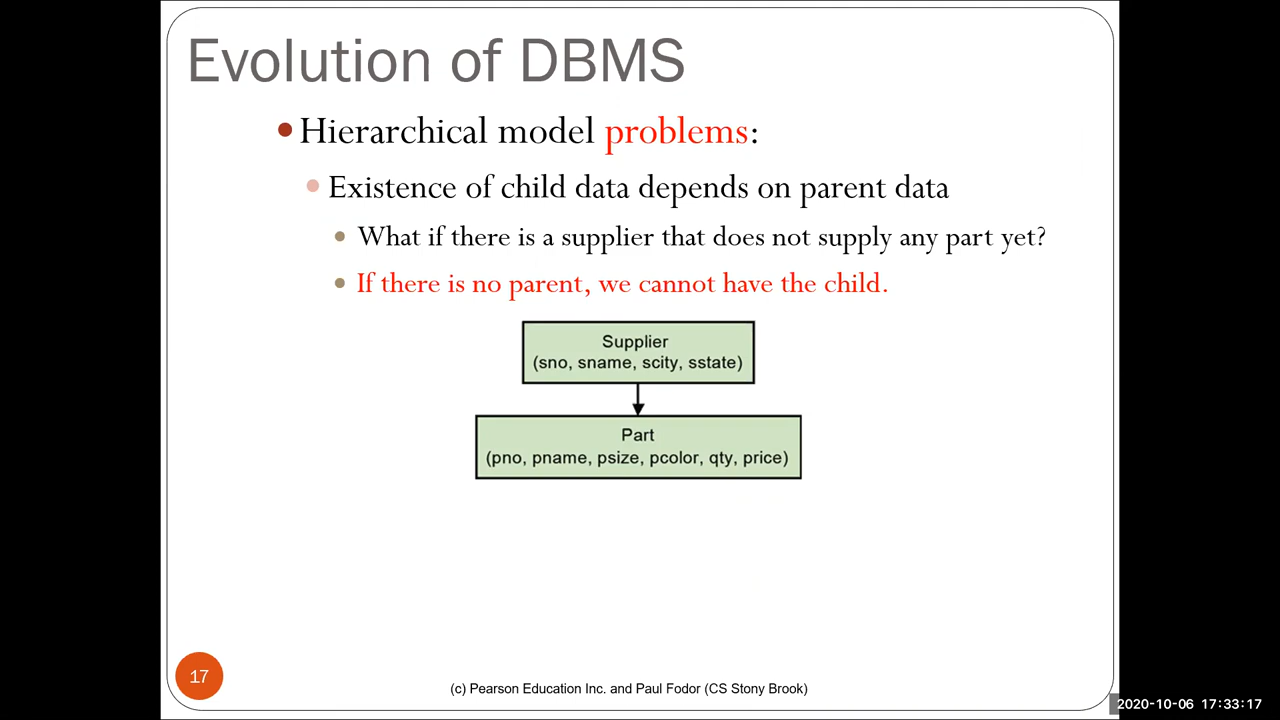 Evolution of DBMS
Hierarchical model problems:
Existence of child data depends on parent data
What if there is a supplier that does not supply any part yet?
If there is no parent, we cannot have the child.
Supplier
(sno, sname, scity, sstate)
Part
(pno, pname, psize, pcolor, qty, price)
17
(c) Pearson Education Inc. and Paul Fodor (CS Stony Brook)
2020-10-06 17:33:17